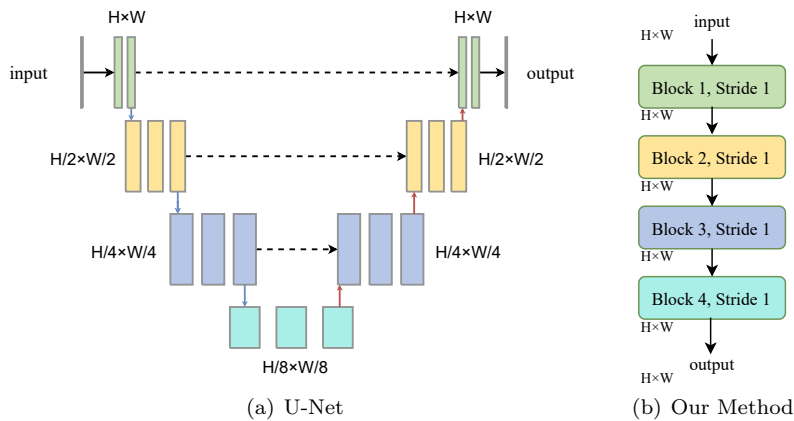 H×W
H×W
input
output
H/2×W/2
H/2×W/2
H/4×W/4
H/4×W/4
H/8×W/8
(a) U-Net
input
H×W
Block 1, Stride 1
H×W
Block 2, Stride 1
H×W
Block 3, Stride 1
H×W
Block 4, Stride 1
H×W
output
H×W
(b) Our Method